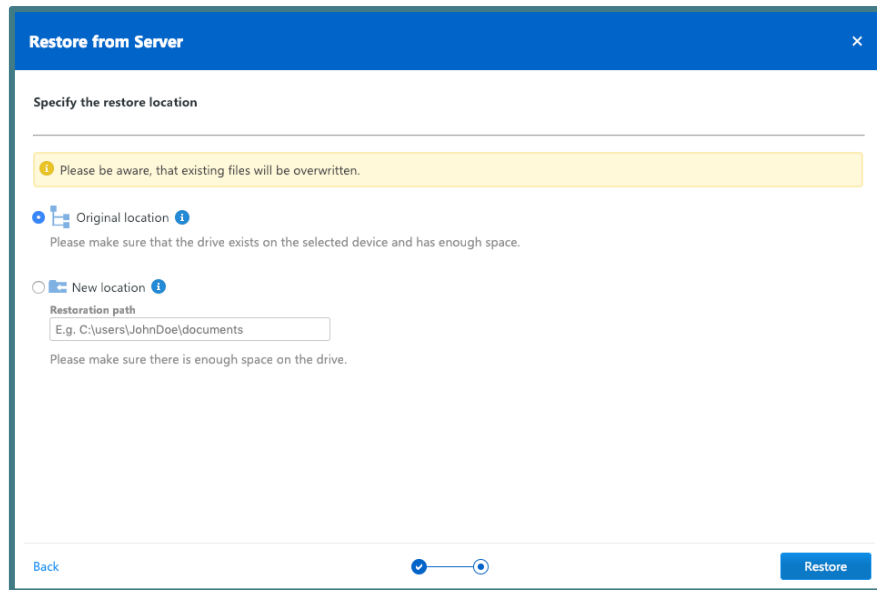 Restore from Server
Specify the restore location
Please be aware, that existing files will be overwritten.
Original location
Please make sure that the drive exists on the selected device and has enough space.
New location
Restoration path
E.g. C:\users\JohnDoe\documents
Please make sure there is enough space on the drive.
Back
Restore